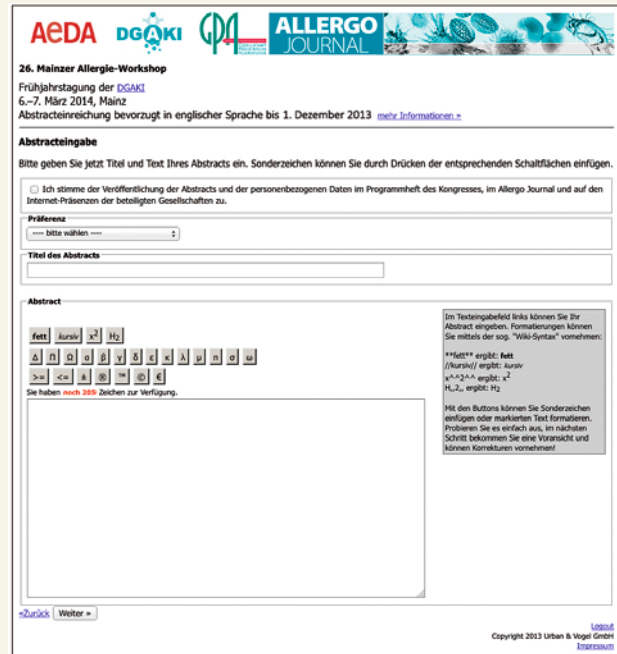 AeDA DGAKI GPA ALLERGO JOURNAL
26. Mainzer Allergie-Workshop
Frühjahrstagung der DGAKI
6.–7. März 2014, Mainz
Abstracteinreichung bevorzugt in englischer Sprache bis 1. Dezember 2013 mehr Informationen »
Abstracteingabe
Bitte geben Sie jetzt Titel und Text Ihres Abstracts ein. Sonderzeichen können Sie durch Drücken der entsprechenden Schaltflächen einfügen.
Ich stimme der Veröffentlichung der Abstracts und der personenbezogenen Daten im Programmheft des Kongresses, im Allergo Journal und auf den
Internet-Präsenzen der beteiligten Gesellschaften zu.
Präferenz
---- bitte wählen ----
Titel des Abstracts
Abstract
fett kursiv x² H₂
Δ Π Ω α β γ δ ε κ λ μ π σ ω
>= <= ± ® ™ © €
Sie haben noch 205 Zeichen zur Verfügung.
Im Texteingabefeld links können Sie Ihr
Abstract eingeben. Formatierungen können
Sie mittels der sog. "Wiki-Syntax" vornehmen:
**fett** ergibt: fett
//kursiv// ergibt: kursiv
x^^2^^ ergibt: x²
H,,2,, ergibt: H₂
Mit den Buttons können Sie Sonderzeichen
einfügen oder markierten Text formatieren.
Probieren Sie es einfach aus, im nächsten
Schritt bekommen Sie eine Voransicht und
können Korrekturen vornehmen!
«Zurück Weiter »
Logout
Copyright 2013 Urban & Vogel GmbH
Impressum